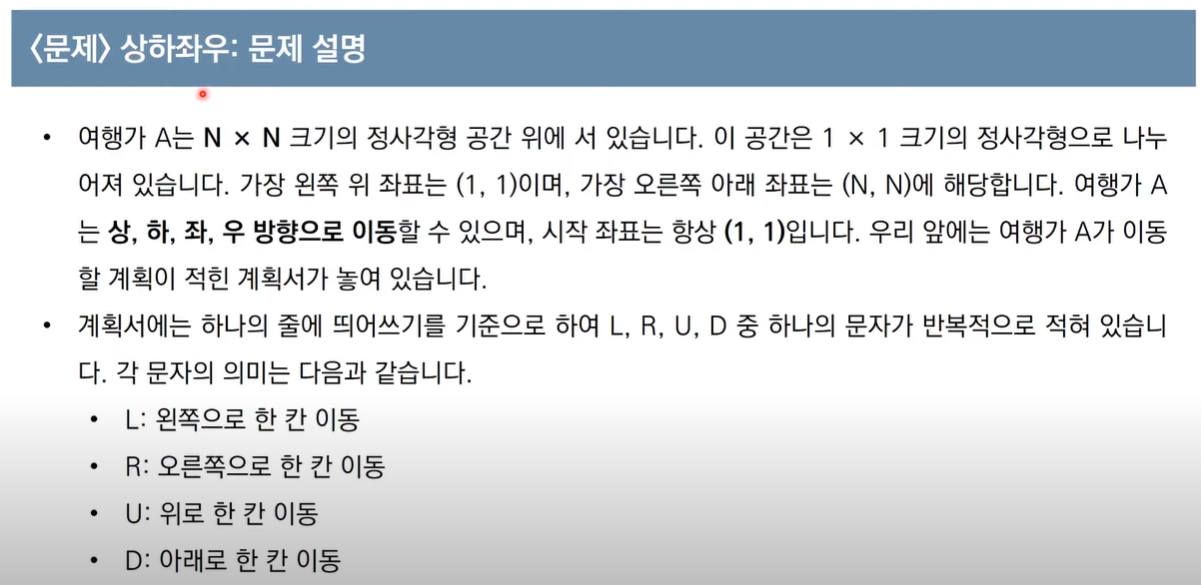 <문제> 상하좌우: 문제 설명
• 여행가 A는 N × N 크기의 정사각형 공간 위에 서 있습니다. 이 공간은 1 × 1 크기의 정사각형으로 나누
어져 있습니다. 가장 왼쪽 위 좌표는 (1, 1)이며, 가장 오른쪽 아래 좌표는 (N, N)에 해당합니다. 여행가 A
는 상, 하, 좌, 우 방향으로 이동할 수 있으며, 시작 좌표는 항상 (1, 1)입니다. 우리 앞에는 여행가 A가 이동
할 계획이 적힌 계획서가 놓여 있습니다.
• 계획서에는 하나의 줄에 띄어쓰기를 기준으로 하여 L, R, U, D 중 하나의 문자가 반복적으로 적혀 있습니
다. 각 문자의 의미는 다음과 같습니다.
• L: 왼쪽으로 한 칸 이동
• R: 오른쪽으로 한 칸 이동
• U: 위로 한 칸 이동
• D: 아래로 한 칸 이동